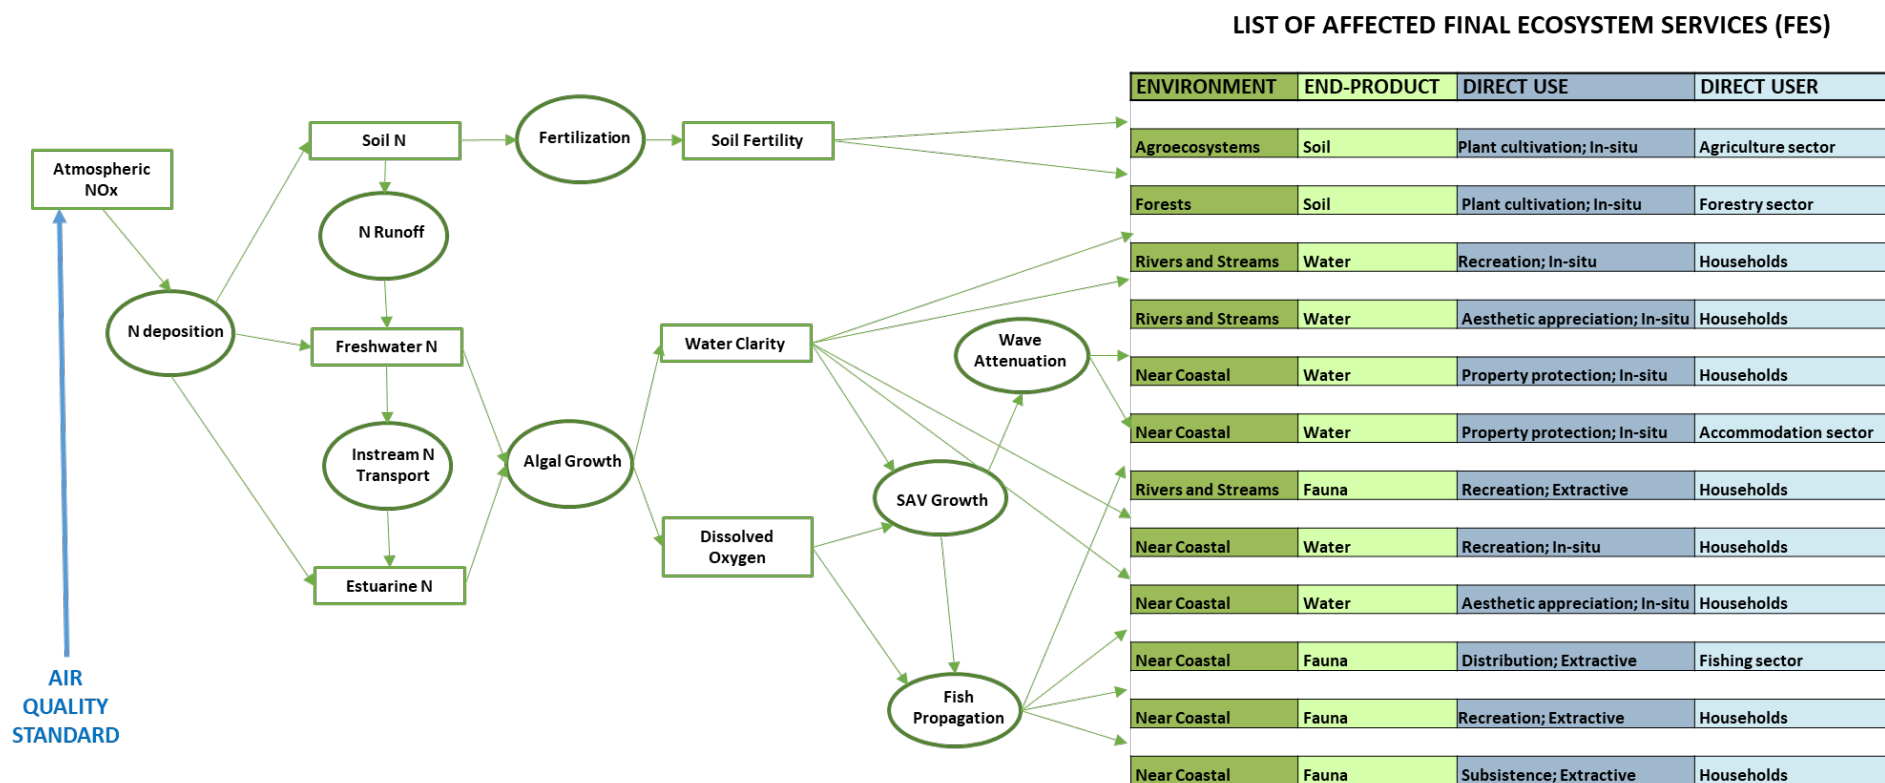 LIST OF AFFECTED FINAL ECOSYSTEM SERVICES (FES)
ENVIRONMENT END-PRODUCT DIRECT USE DIRECT USER
Agroecosystems Soil Plant cultivation; In-situ Agriculture sector
Forests Soil Plant cultivation; In-situ Forestry sector
Rivers and Streams Water Recreation; In-situ Households
Rivers and Streams Water Aesthetic appreciation; In-situ Households
Near Coastal Water Property protection; In-situ Households
Near Coastal Water Property protection; In-situ Accommodation sector
Rivers and Streams Fauna Recreation; Extractive Households
Near Coastal Water Recreation; In-situ Households
Near Coastal Water Aesthetic appreciation; In-situ Households
Near Coastal Fauna Distribution; Extractive Fishing sector
Near Coastal Fauna Recreation; Extractive Households
Near Coastal Fauna Subsistence; Extractive Households
Atmospheric
NOx
AIR
QUALITY
STANDARD
N deposition
Soil N
N Runoff
Freshwater N
Instream N
Transport
Estuarine N
Fertilization
Soil Fertility
Algal Growth
Water Clarity
Dissolved
Oxygen
SAV Growth
Wave
Attenuation
Fish
Propagation